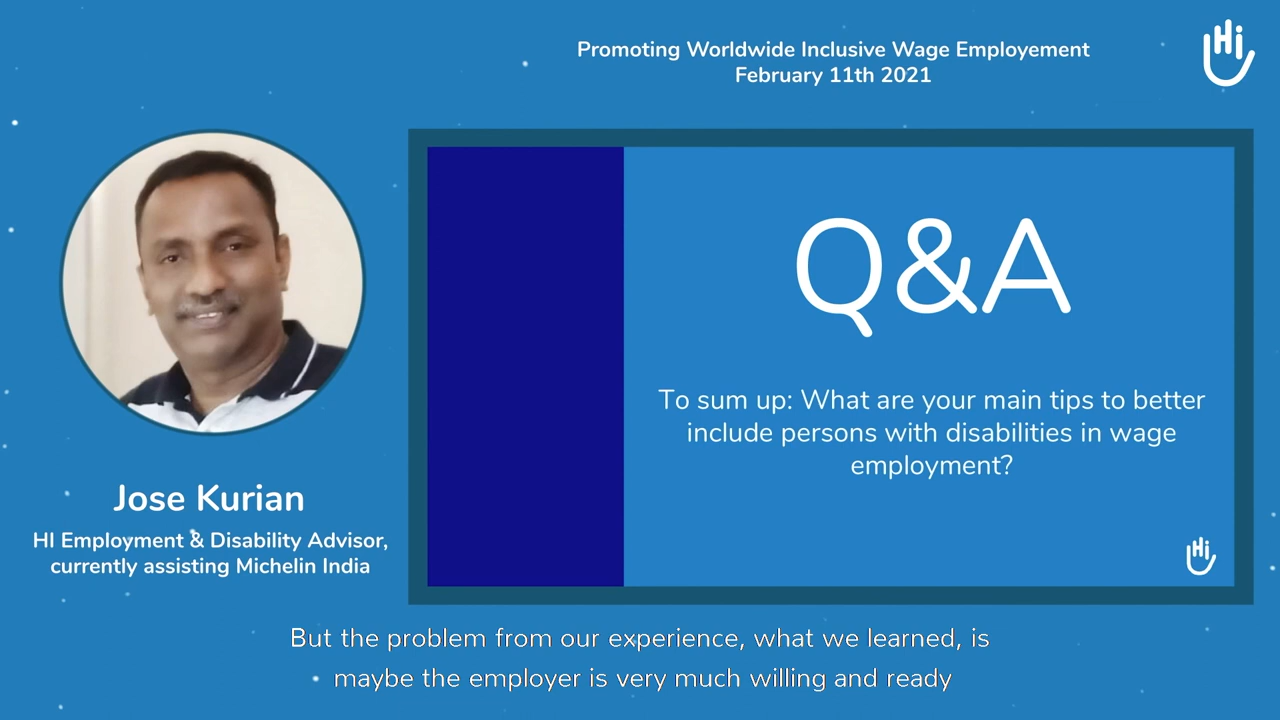 Promoting Worldwide Inclusive Wage Employement
February 11th 2021
Hi
Q&A
To sum up: What are your main tips to better
include persons with disabilities in wage
employment?
Hi
Jose Kurian
HI Employment & Disability Advisor,
currently assisting Michelin India
But the problem from our experience, what we learned, is
maybe the employer is very much willing and ready